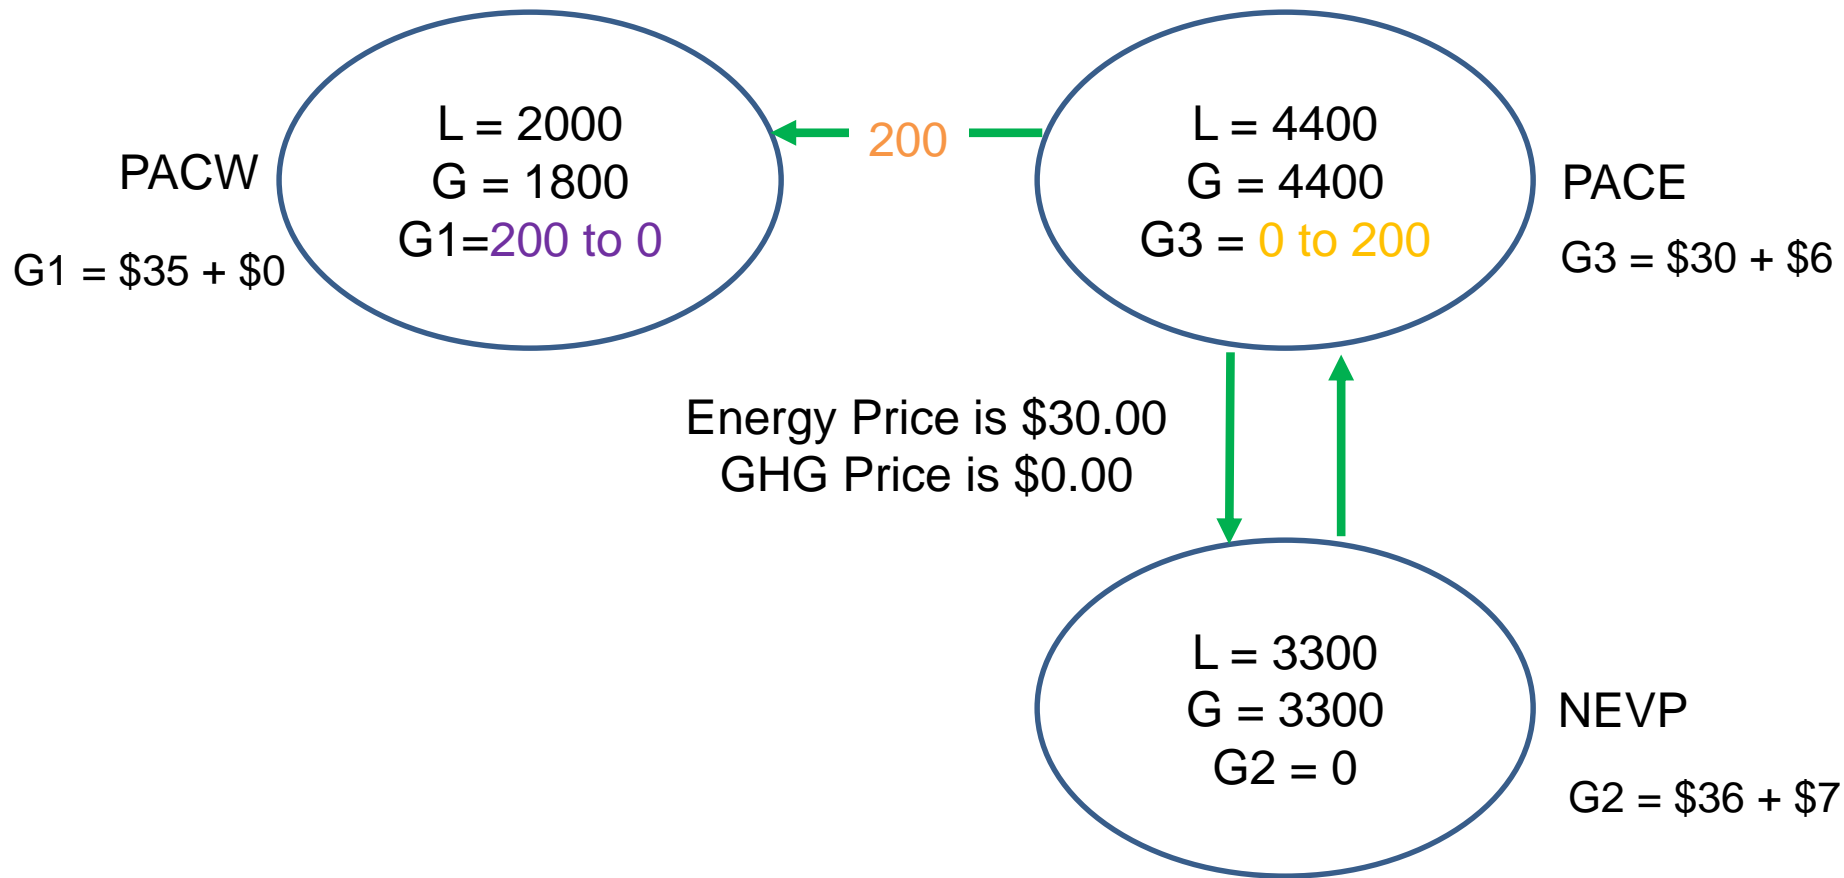 PACW
L = 2000
G = 1800
G1=200 to 0
G1 = $35 + $0
200
L = 4400
G = 4400
G3 = 0 to 200
PACE
G3 = $30 + $6
Energy Price is $30.00
GHG Price is $0.00
L = 3300
G = 3300
G2 = 0
NEVP
G2 = $36 + $7